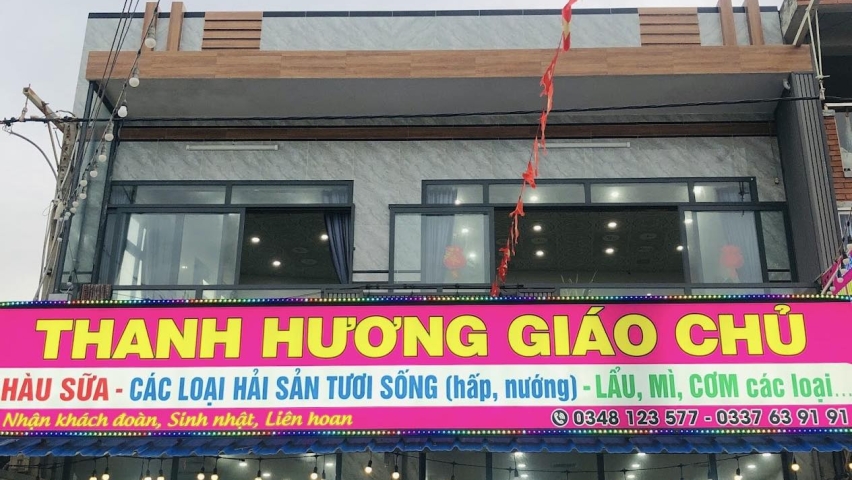 THANH HƯƠNG GIÁO CHỦ
HÀU SỮA - CÁC LOẠI HẢI SẢN TƯƠI SỐNG (hấp, nướng) - LẨU, MÌ, CƠM các loại...
Nhận khách đoàn, Sinh nhật, Liên hoan 0348 123 577 - 0337 63 91 91